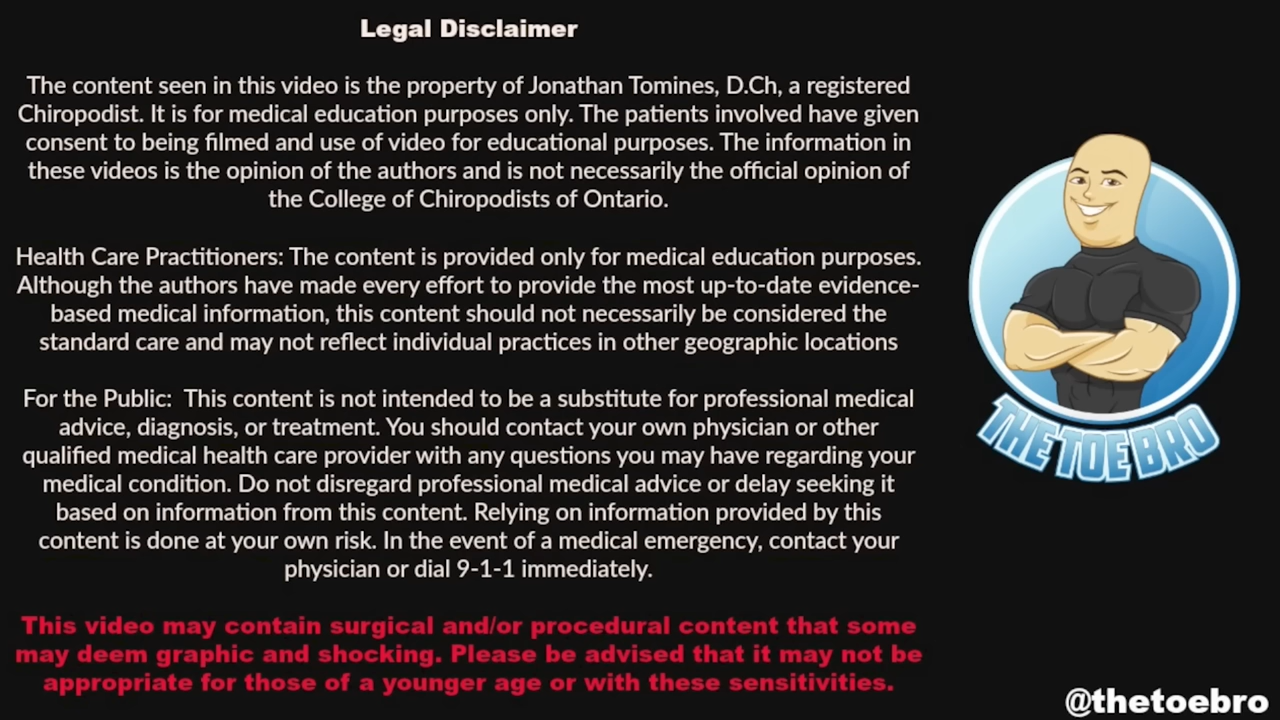 Legal Disclaimer
The content seen in this video is the property of Jonathan Tomines, D.Ch, a registered
Chiropodist. It is for medical education purposes only. The patients involved have given
consent to being filmed and use of video for educational purposes. The information in
these videos is the opinion of the authors and is not necessarily the official opinion of
the College of Chiropodists of Ontario.
Health Care Practitioners: The content is provided only for medical education purposes.
Although the authors have made every effort to provide the most up-to-date evidence-
based medical information, this content should not necessarily be considered the
standard care and may not reflect individual practices in other geographic locations
For the Public:  This content is not intended to be a substitute for professional medical
advice, diagnosis, or treatment. You should contact your own physician or other
qualified medical health care provider with any questions you may have regarding your
medical condition. Do not disregard professional medical advice or delay seeking it
based on information from this content. Relying on information provided by this
content is done at your own risk. In the event of a medical emergency, contact your
physician or dial 9-1-1 immediately.
This video may contain surgical and/or procedural content that some
may deem graphic and shocking. Please be advised that it may not be
appropriate for those of a younger age or with these sensitivities.
THE TOE BRO
@thetoebro